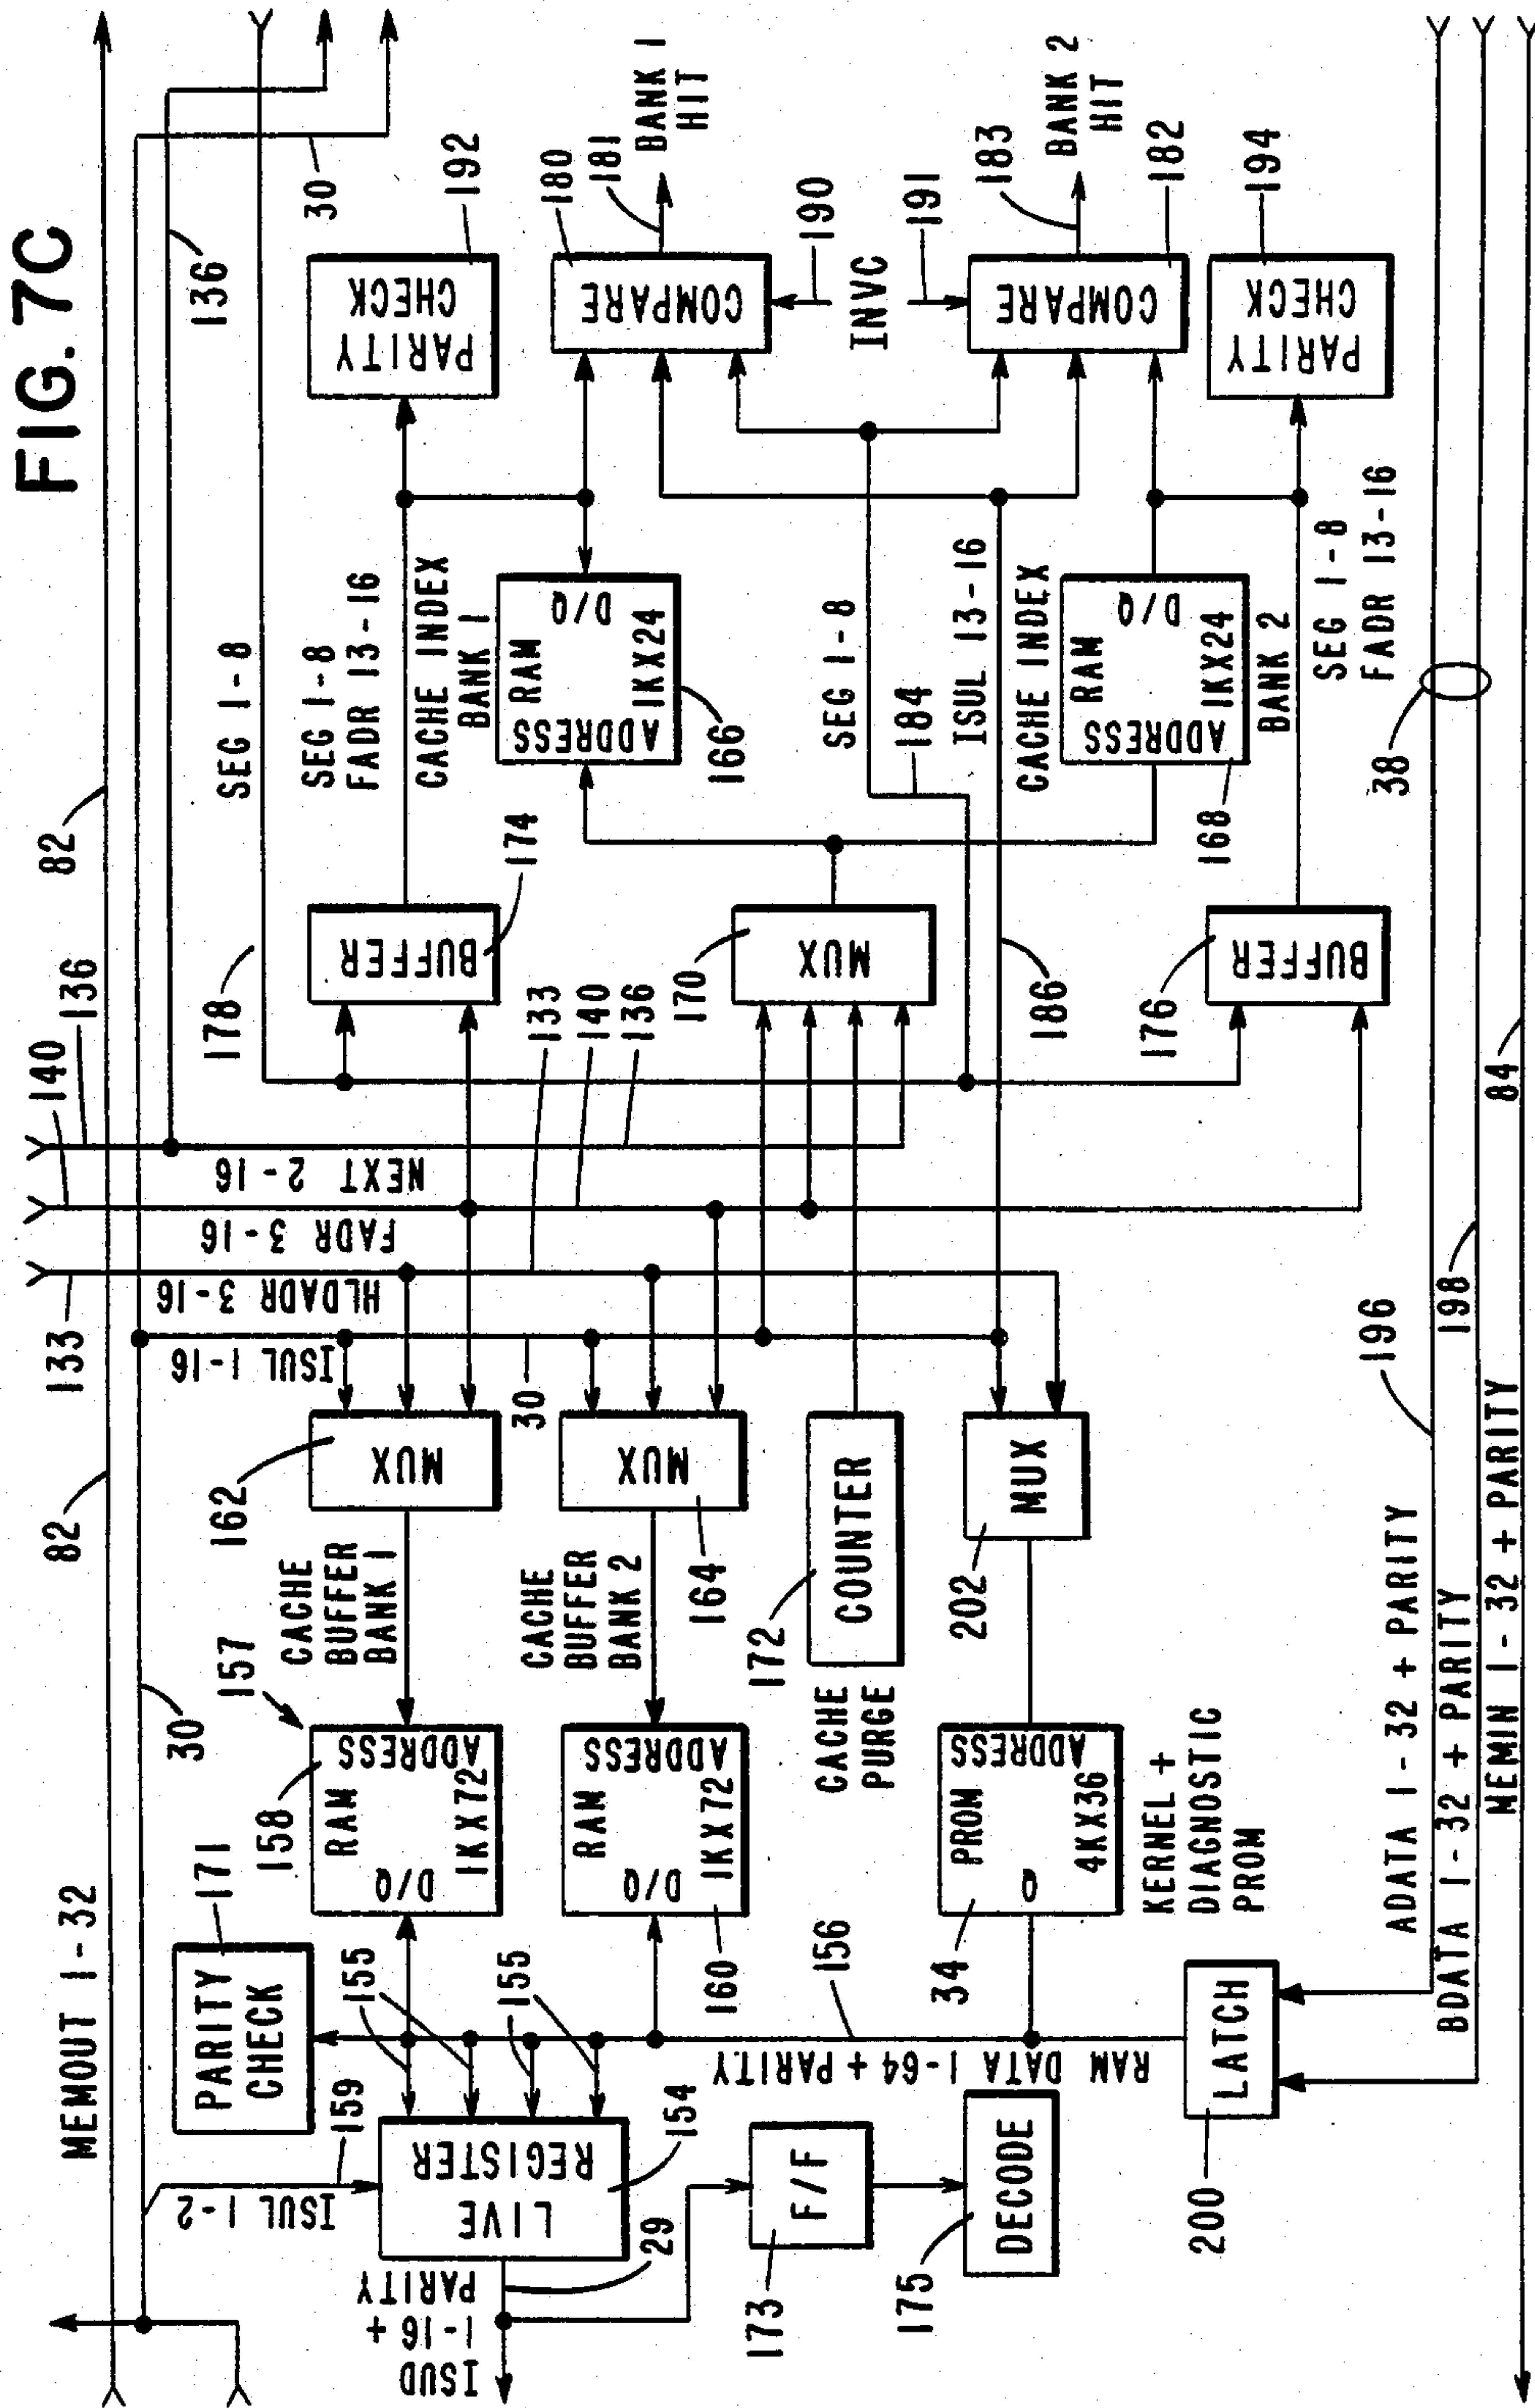 FIG. 7C
MEMOUT 1-32
82
30
133
140
136
82
136
30
ISUL 1-2
159
PARITY
CHECK
171
157
158
RAM
D/Q
ADDRESS
1KX72
CACHE
BUFFER
BANK 1
162
MUX
ISUL 1-16
HLDADR 3-16
FADR 3-16
NEXT 2-16
178
SEG 1-8
BUFFER
174
SEG 1-8
FADR 13-16
CACHE INDEX
BANK 1
PARITY
CHECK
192
ISUD
1-16 +
PARITY
29
LIVE
REGISTER
154
155
155
RAM
D/Q
ADDRESS
1KX72
160
CACHE
BUFFER
BANK 2
164
MUX
30
133
140
136
170
MUX
RAM
ADDRESS
D/Q
1KX24
166
COMPARE
180
181
BANK 1
HIT
190
INVC
191
173
F/F
175
DECODE
RAM DATA 1-64 + PARITY
156
CACHE
PURGE
172
COUNTER
34
PROM
Q
ADDRESS
4KX36
KERNEL +
DIAGNOSTIC
PROM
202
MUX
186
SEG 1-8
184
ISUL 13-16
CACHE INDEX
RAM
ADDRESS
D/Q
1KX24
168
BANK 2
COMPARE
182
183
BANK 2
HIT
200
LATCH
176
BUFFER
SEG 1-8
FADR 13-16
PARITY
CHECK
194
ADATA 1-32 + PARITY
196
38
BDATA 1-32 + PARITY
198
MEMIN 1-32 + PARITY
84